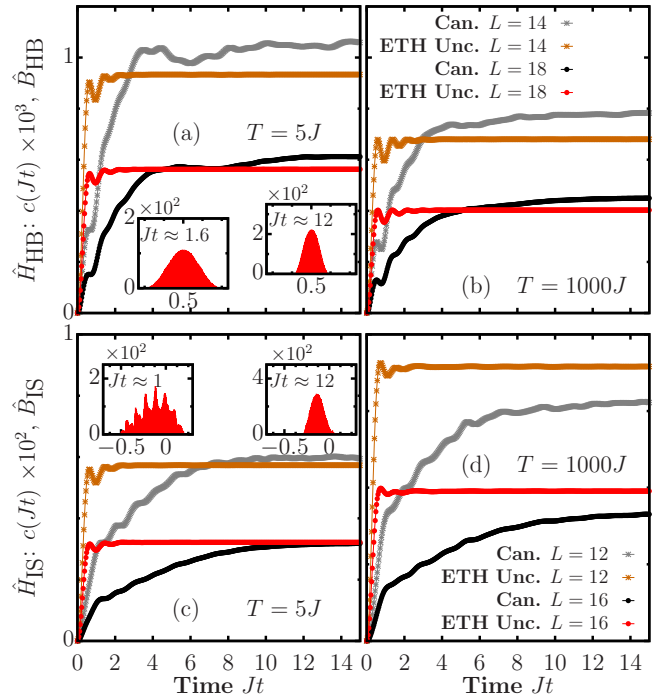 Ĥ_HB: c(Jt) ×10³, B̂_HB
1
0
(a) T = 5J
×10²
Jt ≈ 1.6
2
0
0.5
×10²
Jt ≈ 12
2
0
0.5
Can. L = 14
ETH Unc. L = 14
Can. L = 18
ETH Unc. L = 18
(b) T = 1000J
Ĥ_IS: c(Jt) ×10², B̂_IS
1
0
×10²
Jt ≈ 1
2
0
−0.5 0
×10²
Jt ≈ 12
4
0
−0.5 0
(c) T = 5J
0 2 4 6 8 10 12 14
Time Jt
(d) T = 1000J
Can. L = 12
ETH Unc. L = 12
Can. L = 16
ETH Unc. L = 16
0 2 4 6 8 10 12 14
Time Jt